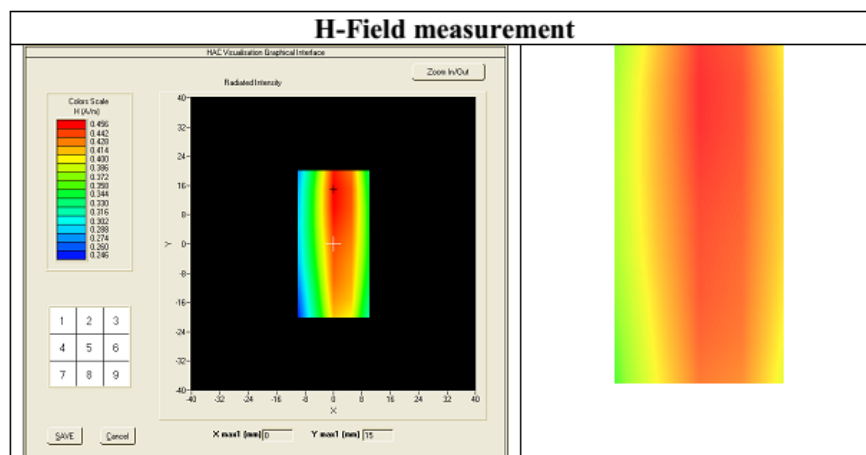 H-Field measurement
HAC Visualisation Graphical Interface
Zoom In/Out
Radiated Intensity
Colors Scale
H (A/m)
0.456
0.442
0.428
0.414
0.400
0.386
0.372
0.358
0.344
0.330
0.316
0.302
0.288
0.274
0.260
0.246
40
32
24
16
8
0
-8
-16
-24
-32
-40
Y
-40 -32 -24 -16 -8 0 8 16 24 32 40
X
1 2 3
4 5 6
7 8 9
SAVE Cancel X max1 (mm) 0 Y max1 (mm) 15